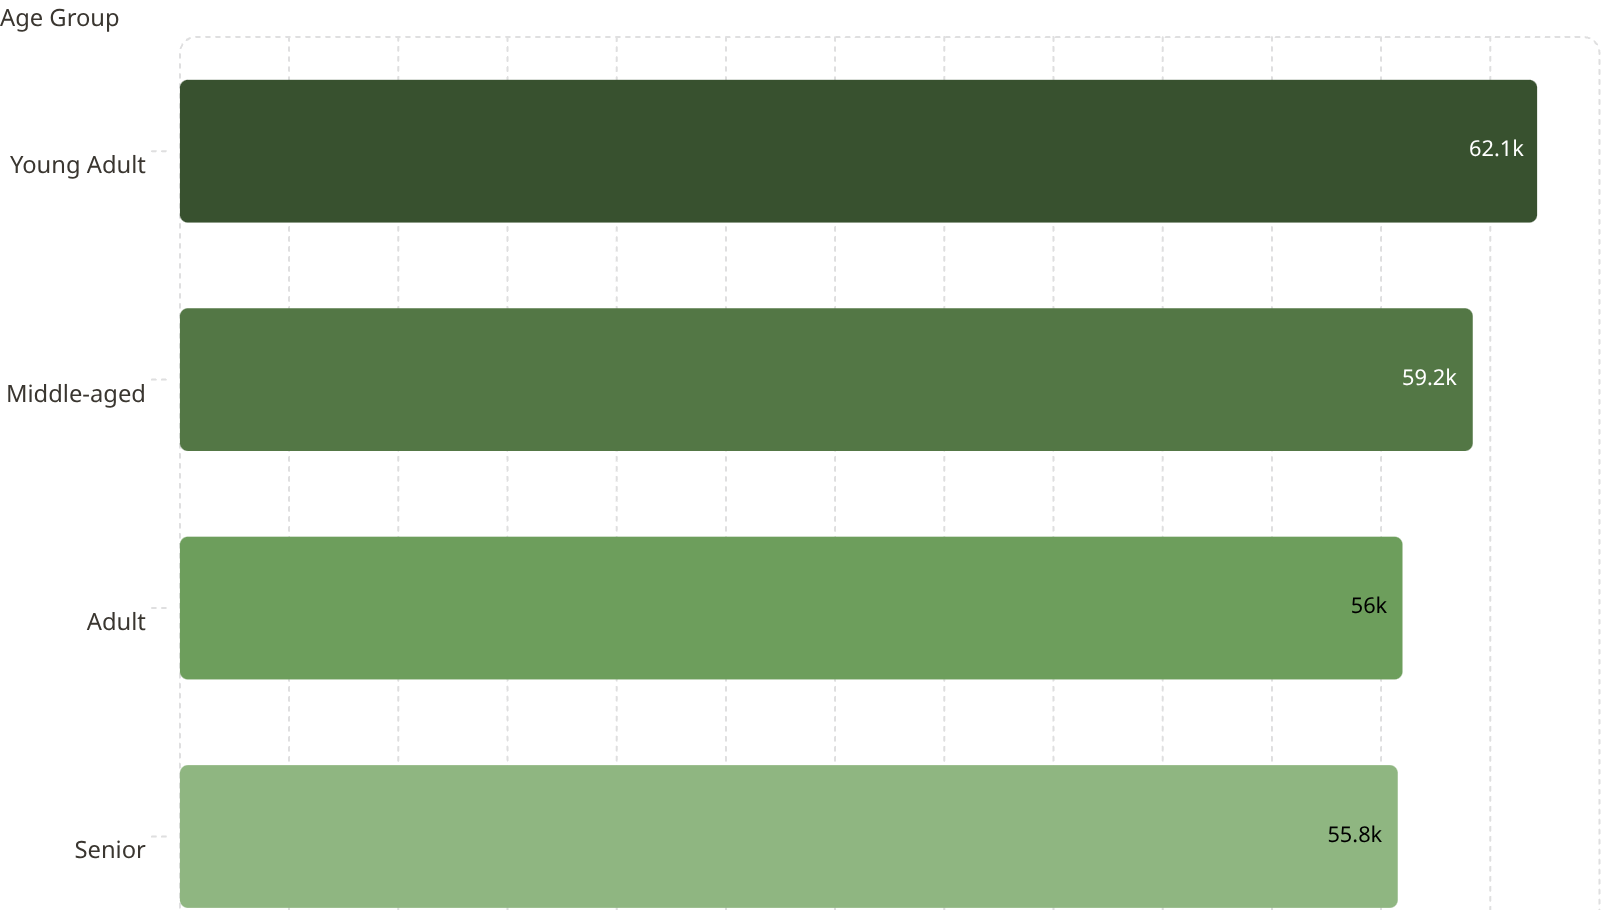 Age Group
Young Adult
62.1k
Middle-aged
59.2k
Adult
56k
Senior
55.8k